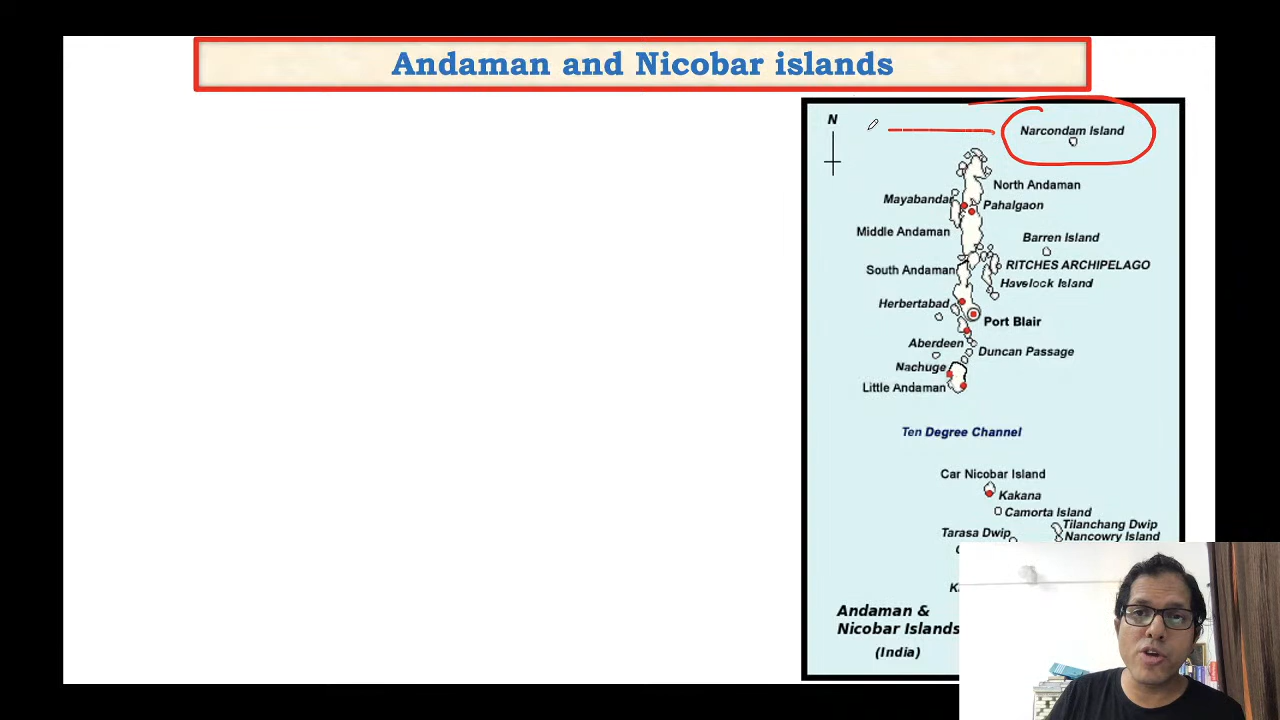 Andaman and Nicobar islands
N
Narcondam Island
North Andaman
Mayabandar
Pahalgaon
Middle Andaman
Barren Island
RITCHES ARCHIPELAGO
South Andaman
Havelock Island
Herbertabad
Port Blair
Aberdeen
Duncan Passage
Nachuge
Little Andaman
Ten Degree Channel
Car Nicobar Island
Kakana
Camorta Island
Tilanchang Dwip
Tarasa Dwip
Nancowry Island
Andaman &
Nicobar Islands
(India)